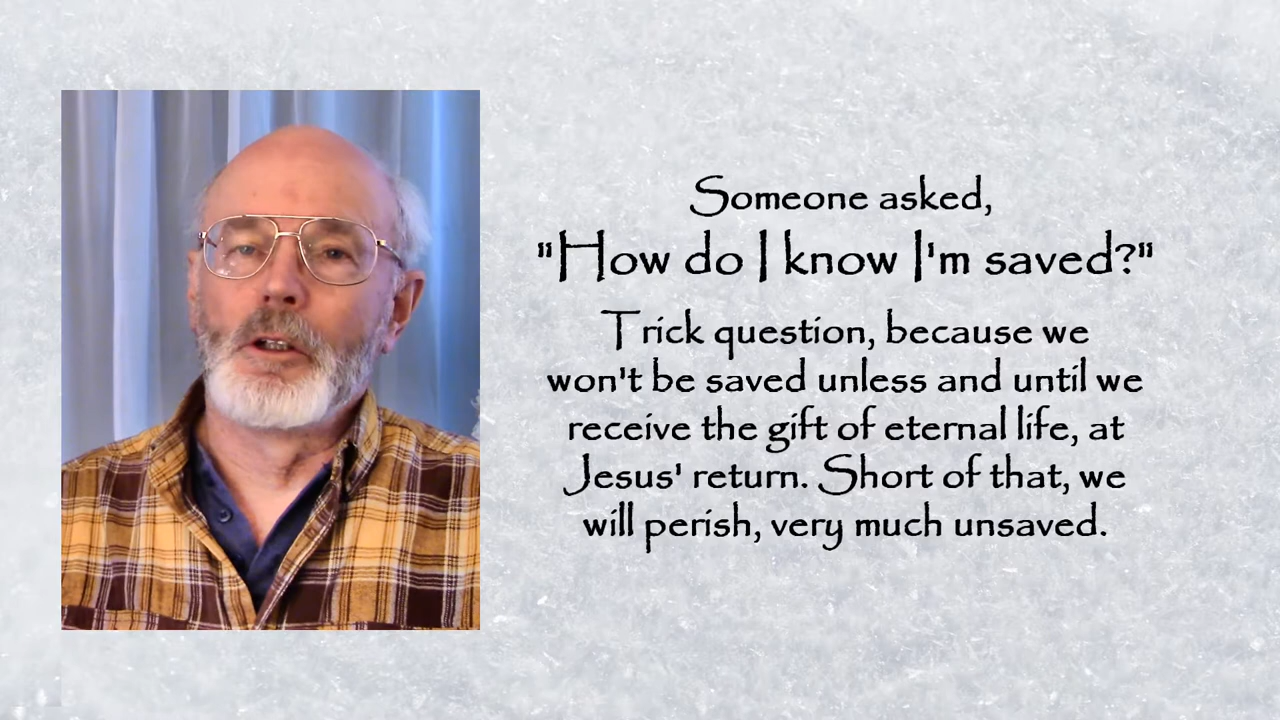 Someone asked,
"How do I know I'm saved?"
Trick question, because we
won't be saved unless and until we
receive the gift of eternal life, at
Jesus' return. Short of that, we
will perish, very much unsaved.